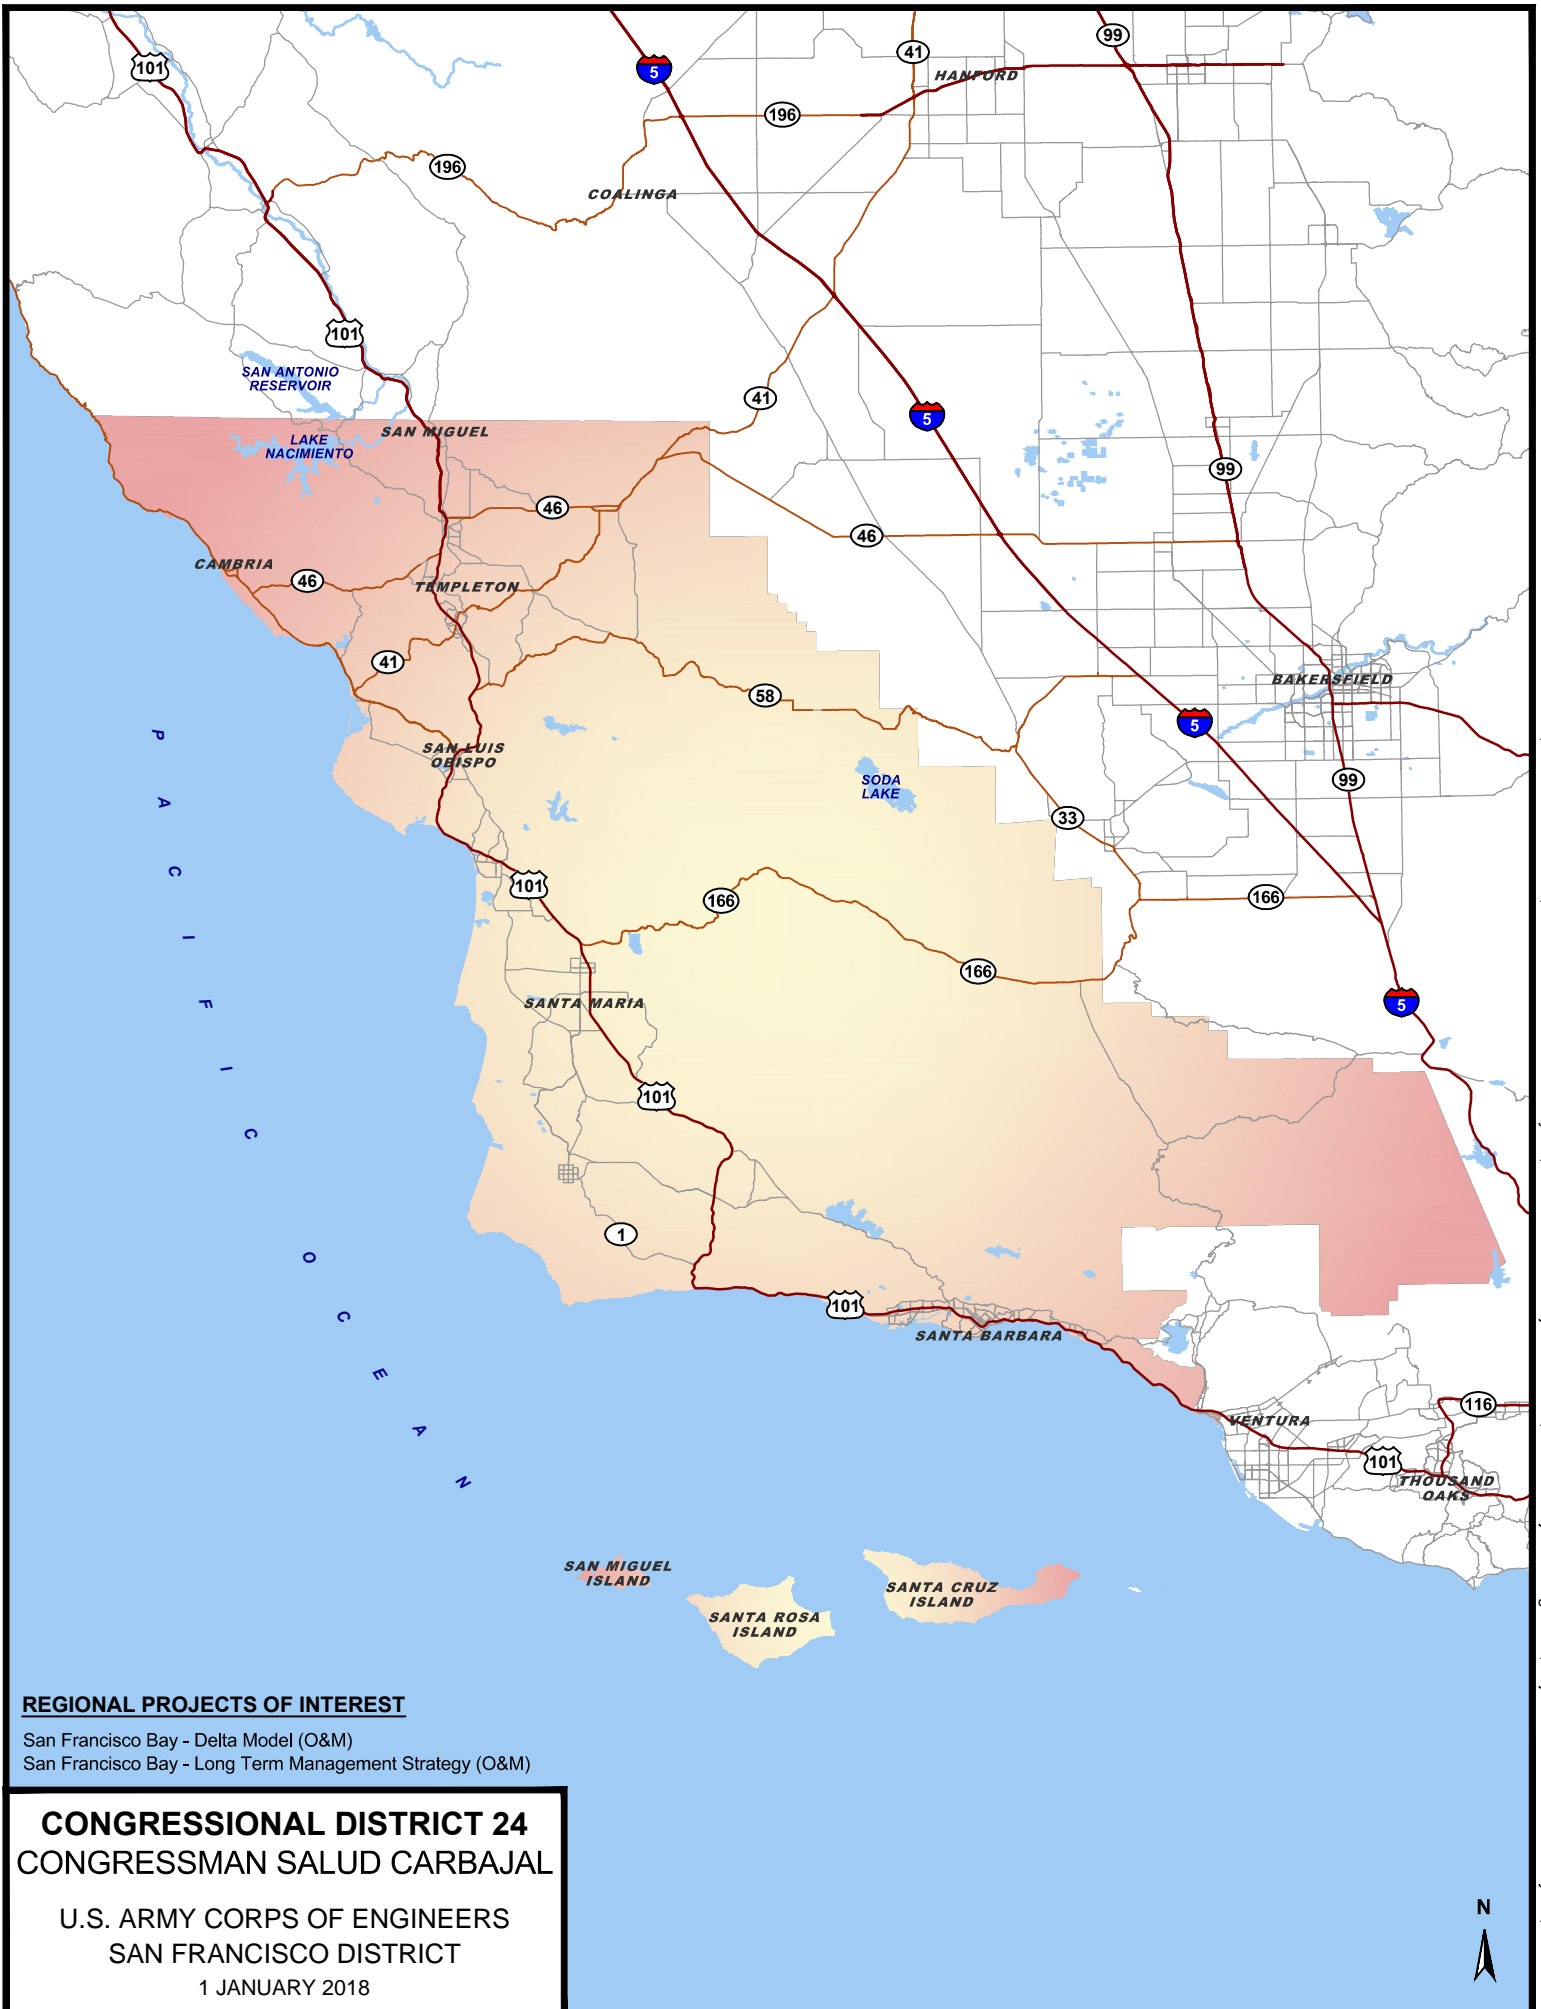 101
5
41
99
HANFORD
196
196
COALINGA
101
SAN ANTONIO
RESERVOIR
41
5
SAN MIGUEL
LAKE
NACIMIENTO
99
46
46
CAMBRIA
46
TEMPLETON
41
58
BAKERSFIELD
5
SAN LUIS
OBISPO
SODA
LAKE
99
33
101
166
166
166
SANTA MARIA
5
101
1
101
SANTA BARBARA
116
VENTURA
101
THOUSAND
OAKS
PACIFIC OCEAN
SAN MIGUEL
ISLAND
SANTA CRUZ
ISLAND
SANTA ROSA
ISLAND
REGIONAL PROJECTS OF INTEREST
San Francisco Bay - Delta Model (O&M)
San Francisco Bay - Long Term Management Strategy (O&M)
CONGRESSIONAL DISTRICT 24
CONGRESSMAN SALUD CARBAJAL
U.S. ARMY CORPS OF ENGINEERS
SAN FRANCISCO DISTRICT
1 JANUARY 2018
N